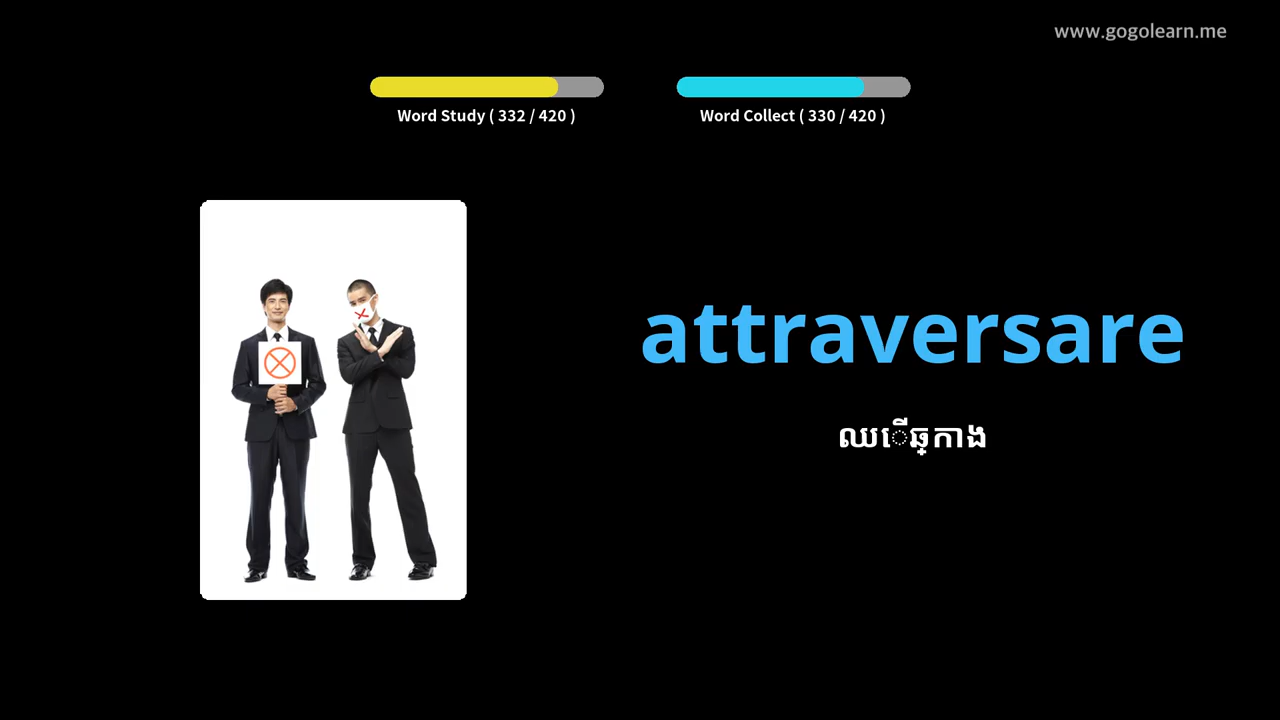 www.gogolearn.me
Word Study ( 332 / 420 )
Word Collect ( 330 / 420 )
attraversare
ឈើឆ្កាង